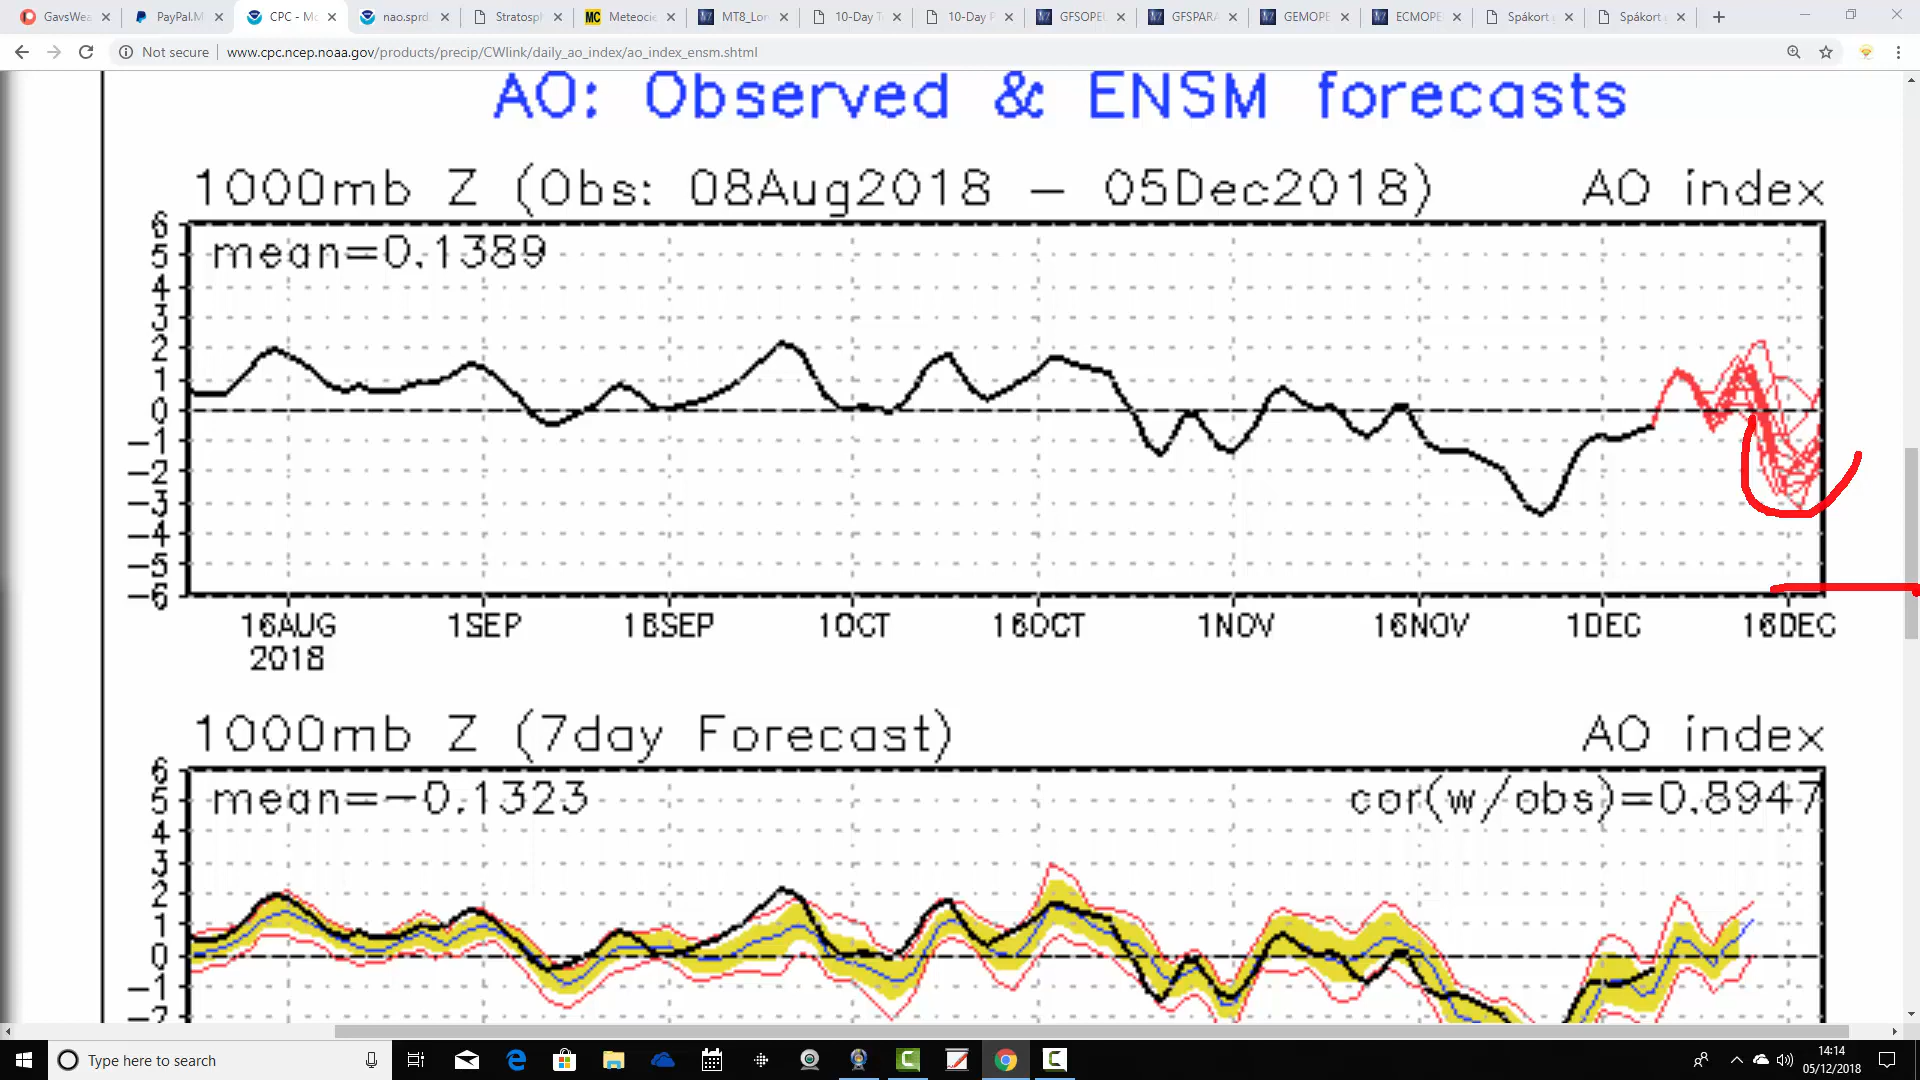 GavsWea
PayPal.M
CPC - Mo
nao.sprd
Stratosph
Meteocie
MT8_Lon
10-Day T
10-Day P
GFSOPEU
GFSPARA
GEMOPE
ECMOPE
Spákort
Spákort
Not secure
www.cpc.ncep.noaa.gov/products/precip/CWlink/daily_ao_index/ao_index_ensm.shtml
AO: Observed & ENSM forecasts
1000mb Z (Obs: 08Aug2018 – 05Dec2018) AO index
mean=0.1389
6
5
4
3
2
1
0
-1
-2
-3
-4
-5
-6
16AUG 1SEP 16SEP 1OCT 16OCT 1NOV 16NOV 1DEC 16DEC
2018
1000mb Z (7day Forecast) AO index
mean=-0.1323 cor(w/obs)=0.8947
6
5
4
3
2
1
0
-1
-2
Type here to search
14:14
05/12/2018